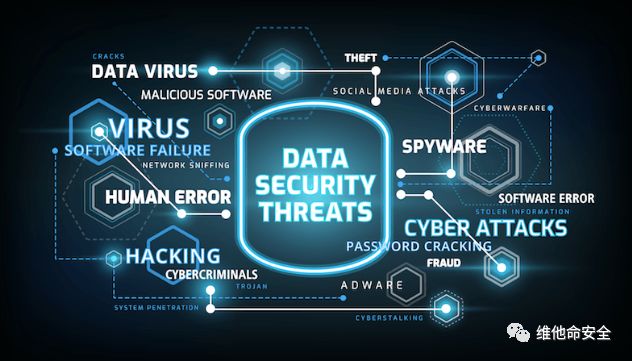 CRACKS
DATA VIRUS
THEFT
MALICIOUS SOFTWARE
SOCIAL MEDIA ATTACKS
CYBERWARFARE
VIRUS
SOFTWARE FAILURE
NETWORK SNIFFING
DATA
SECURITY
THREATS
SPYWARE
HUMAN ERROR
SOFTWARE ERROR
STOLEN INFORMATION
CYBER ATTACKS
PASSWORD CRACKING
HACKING
FRAUD
CYBERCRIMINALS
TROJAN
ADWARE
SYSTEM PENETRATION
CYBERSTALKING
维他命安全